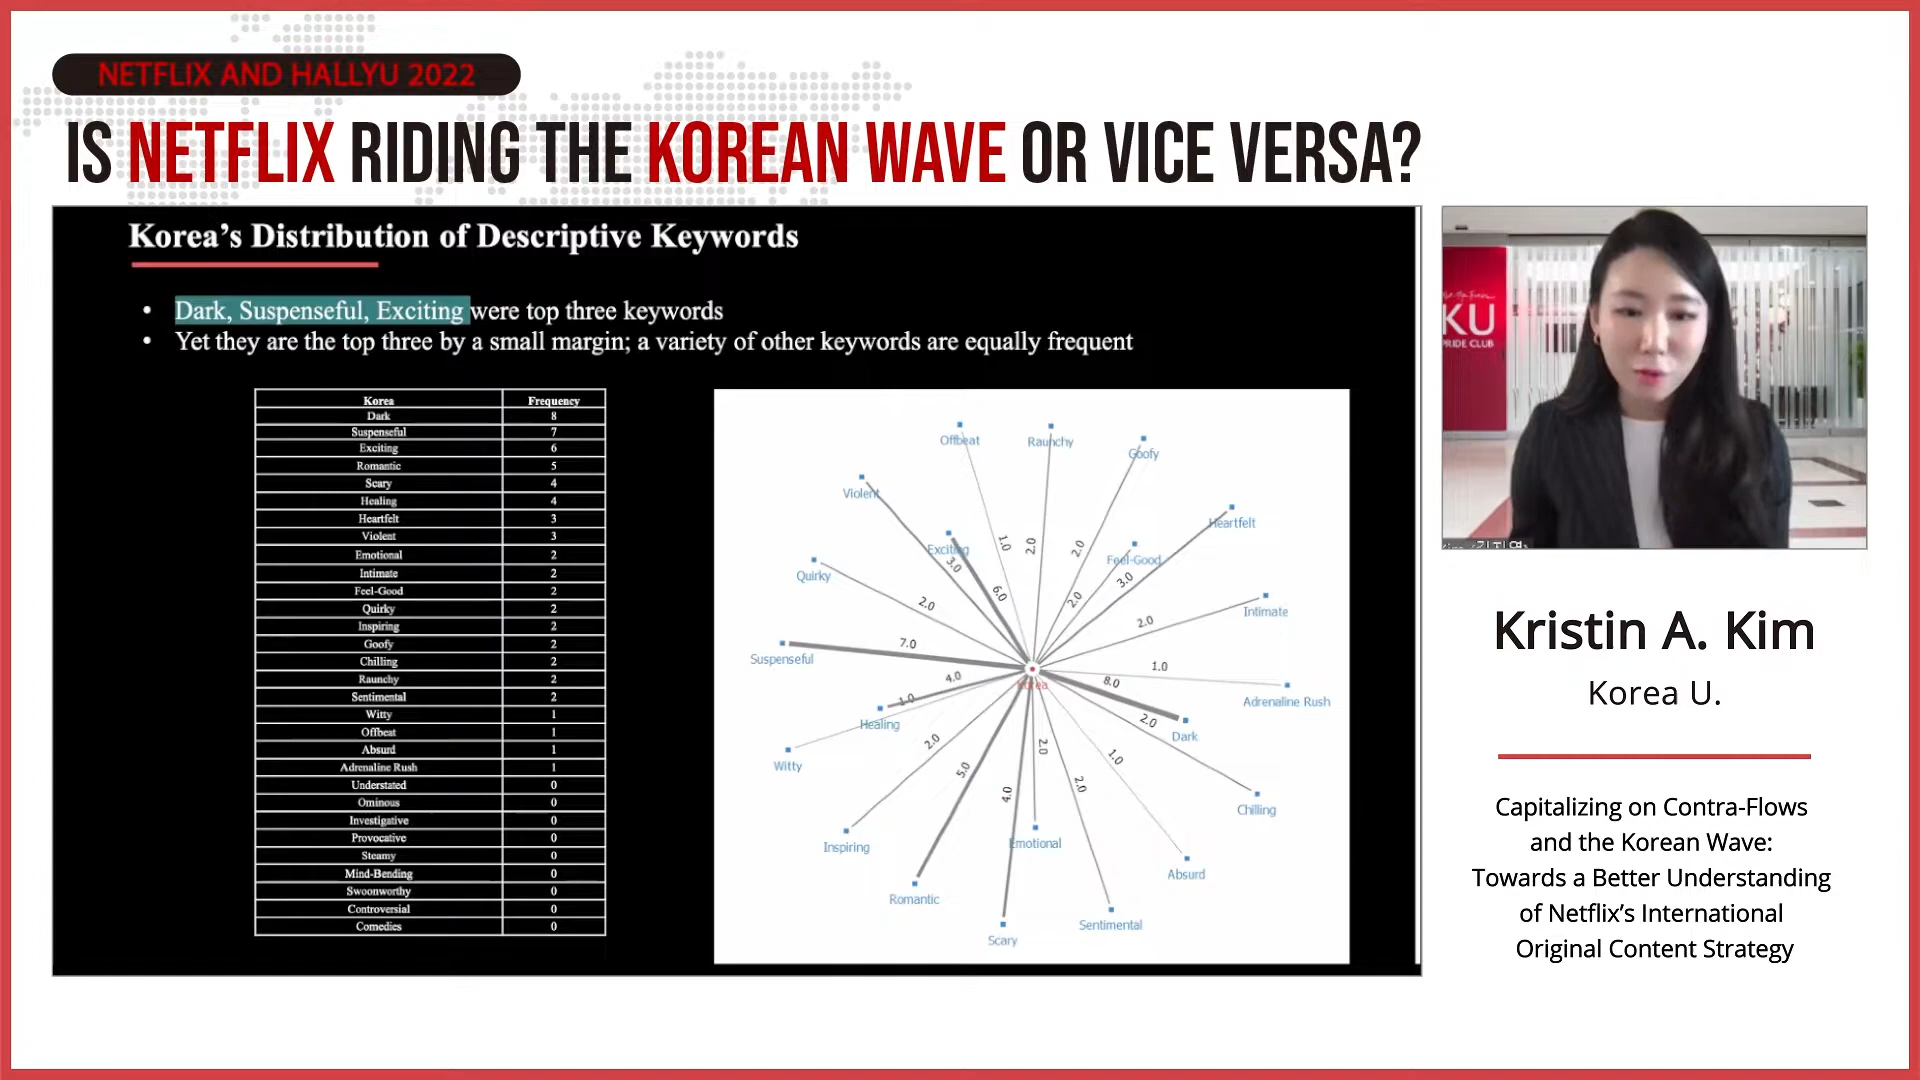 NETFLIX AND HALLYU 2022
IS NETFLIX RIDING THE KOREAN WAVE OR VICE VERSA?
Korea’s Distribution of Descriptive Keywords
• Dark, Suspenseful, Exciting were top three keywords
• Yet they are the top three by a small margin; a variety of other keywords are equally frequent
Korea Frequency
Dark 8
Suspenseful 7
Exciting 6
Romantic 5
Scary 4
Healing 4
Heartfelt 3
Violent 3
Emotional 2
Intimate 2
Feel-Good 2
Quirky 2
Inspiring 2
Goofy 2
Chilling 2
Raunchy 2
Sentimental 2
Witty 1
Offbeat 1
Absurd 1
Adrenaline Rush 1
Understated 0
Ominous 0
Investigative 0
Provocative 0
Steamy 0
Mind-Bending 0
Swoonworthy 0
Controversial 0
Comedies 0
Offbeat
Raunchy
Goofy
Violent
Heartfelt
Exciting
1.0
2.0
2.0
Feel-Good
3.0
Quirky
6.0
2.0
3.0
2.0
Intimate
2.0
Suspenseful
7.0
1.0
4.0
Korea
8.0
Adrenaline Rush
1.0
Healing
2.0
Dark
2.0
2.0
1.0
Witty
5.0
4.0
2.0
Chilling
Inspiring
Emotional
Absurd
Romantic
Sentimental
Scary
KU
PRIDE CLUB
Kristin A. Kim
Korea U.
Capitalizing on Contra-Flows
and the Korean Wave:
Towards a Better Understanding
of Netflix’s International
Original Content Strategy